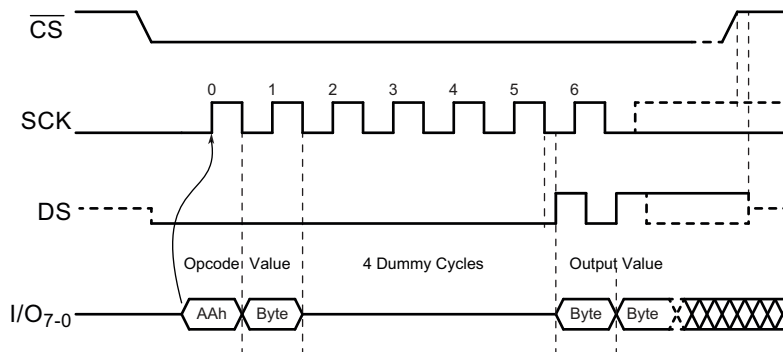 CS
SCK
0 1 2 3 4 5 6
DS
Opcode Value 4 Dummy Cycles Output Value
I/O7-0 AAh Byte Byte Byte